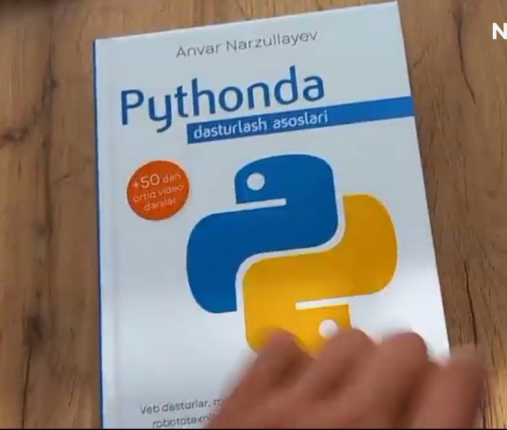 Anvar Narzullayev
Pythonda
dasturlash asoslari
+50 dan
ortiq video
darslar
Veb dasturlar,
N